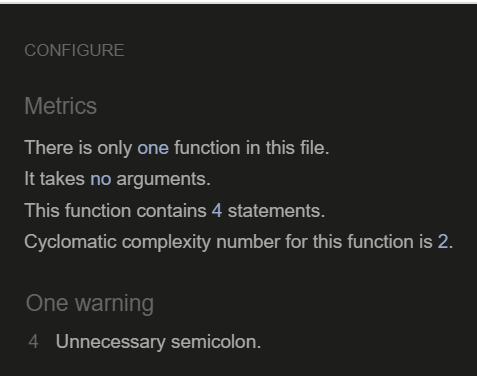 CONFIGURE
Metrics
There is only one function in this file.
It takes no arguments.
This function contains 4 statements.
Cyclomatic complexity number for this function is 2.
One warning
4 Unnecessary semicolon.